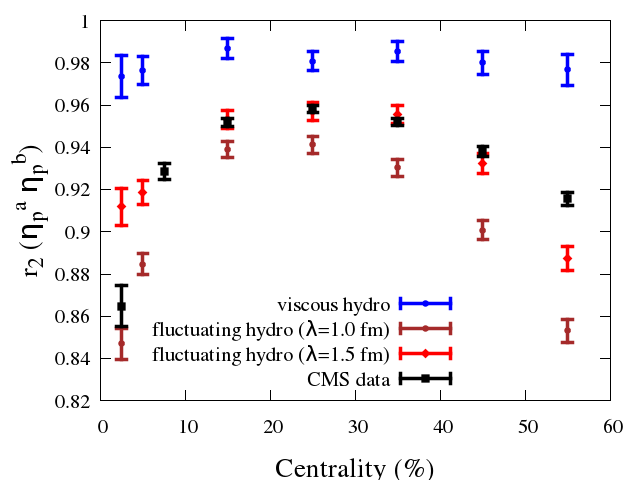 1
0.98
0.96
0.94
0.92
0.9
0.88
0.86
0.84
0.82
r2 (ηp^a ηp^b)
viscous hydro
fluctuating hydro (λ=1.0 fm)
fluctuating hydro (λ=1.5 fm)
CMS data
0 10 20 30 40 50 60
Centrality (%)